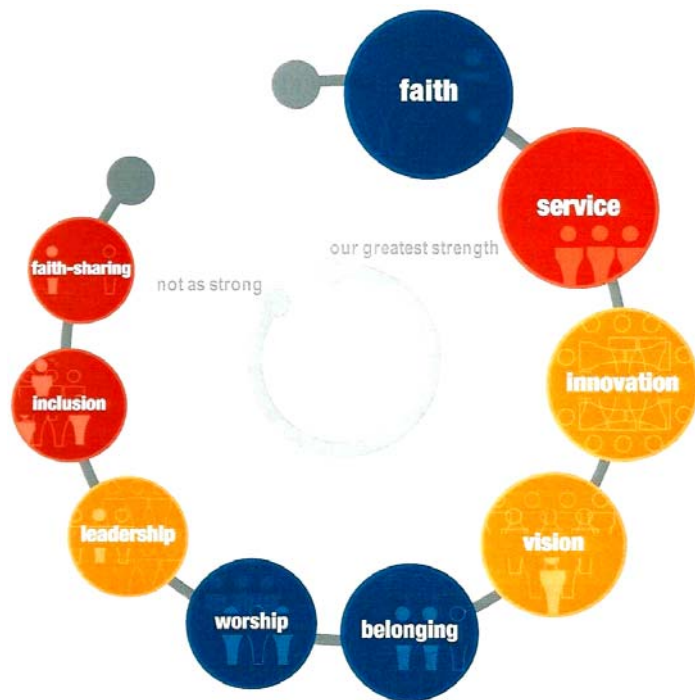 faith
service
our greatest strength
faith-sharing
not as strong
innovation
inclusion
leadership
vision
worship
belonging